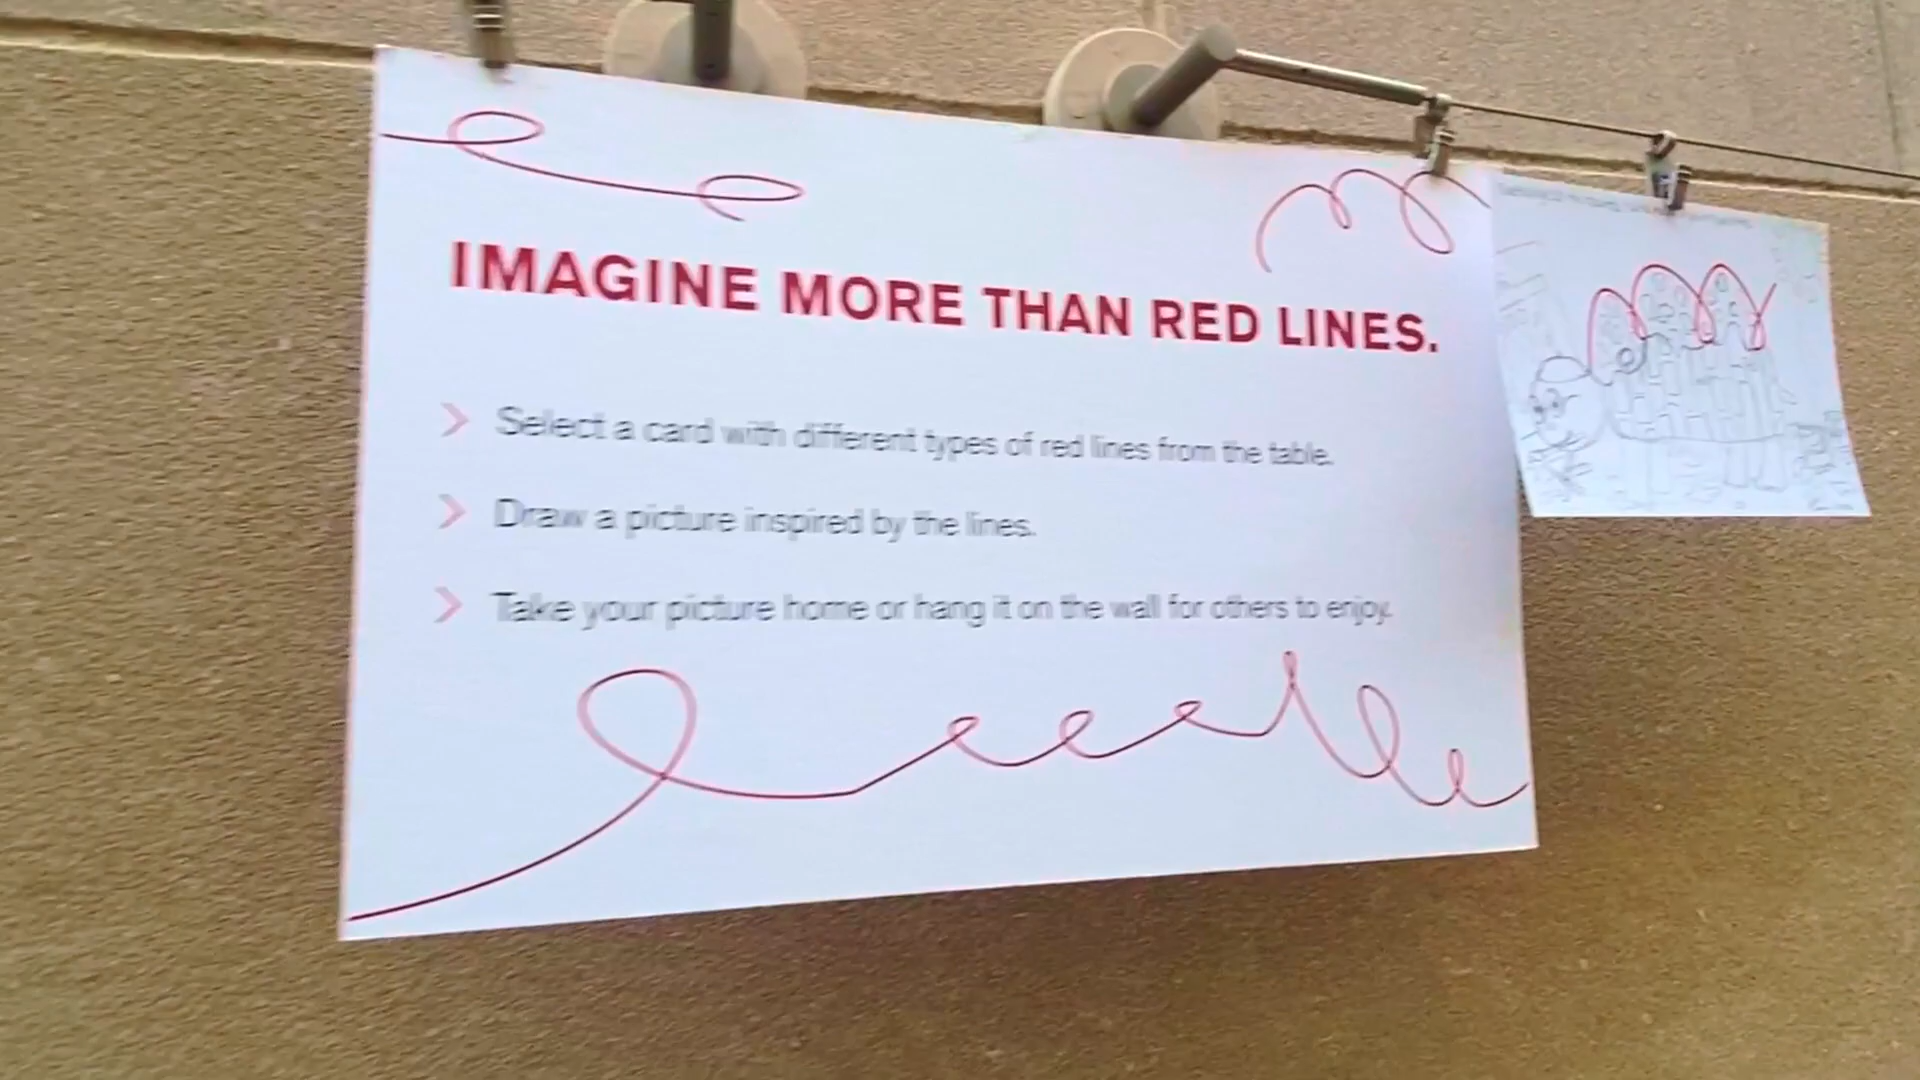 IMAGINE MORE THAN RED LINES.
Select a card with different types of red lines from the table.
Draw a picture inspired by the lines.
Take your picture home or hang it on the wall for others to enjoy.